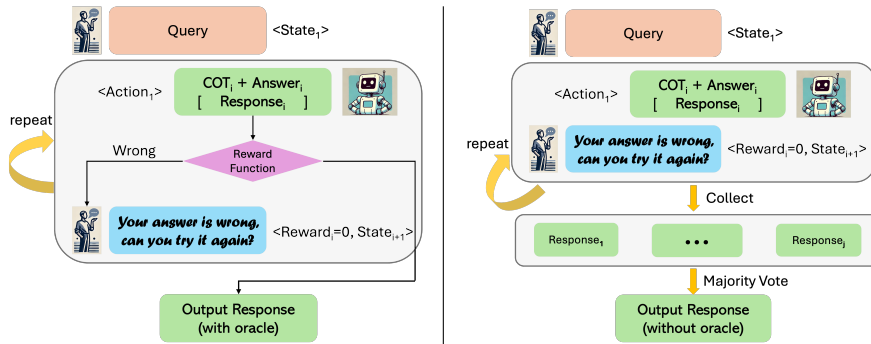 Query
<State₁>
<Action₁>
COTᵢ + Answerᵢ
[ Responseᵢ ]
repeat
Wrong
Reward
Function
Your answer is wrong,
can you try it again?
<Rewardᵢ=0, Stateᵢ₊₁>
Output Response
(with oracle)
Query
<State₁>
<Action₁>
COTᵢ + Answerᵢ
[ Responseᵢ ]
repeat
Your answer is wrong,
can you try it again?
<Rewardᵢ=0, Stateᵢ₊₁>
Collect
Response₁
•••
Responseⱼ
Majority Vote
Output Response
(without oracle)